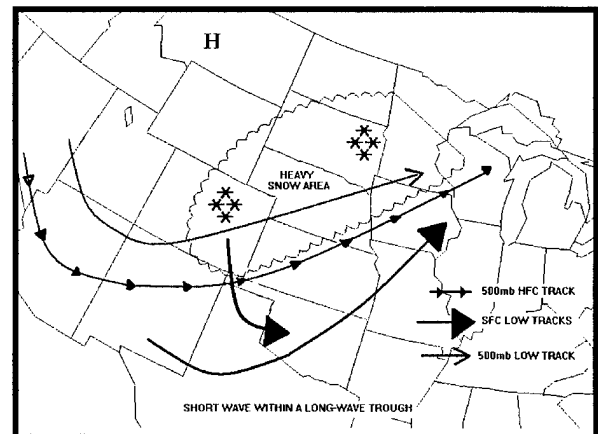 H
HEAVY
SNOW AREA
500mb HFC TRACK
SFC LOW TRACKS
500mb LOW TRACK
SHORT WAVE WITHIN A LONG-WAVE TROUGH